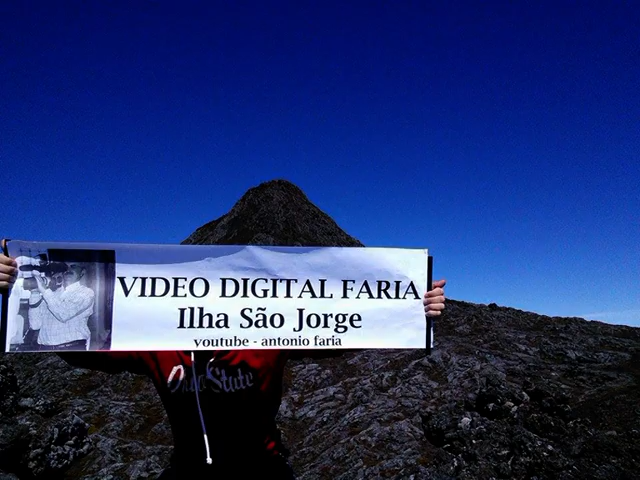 VIDEO DIGITAL FARIA
Ilha São Jorge
youtube - antonio faria
Ohio State